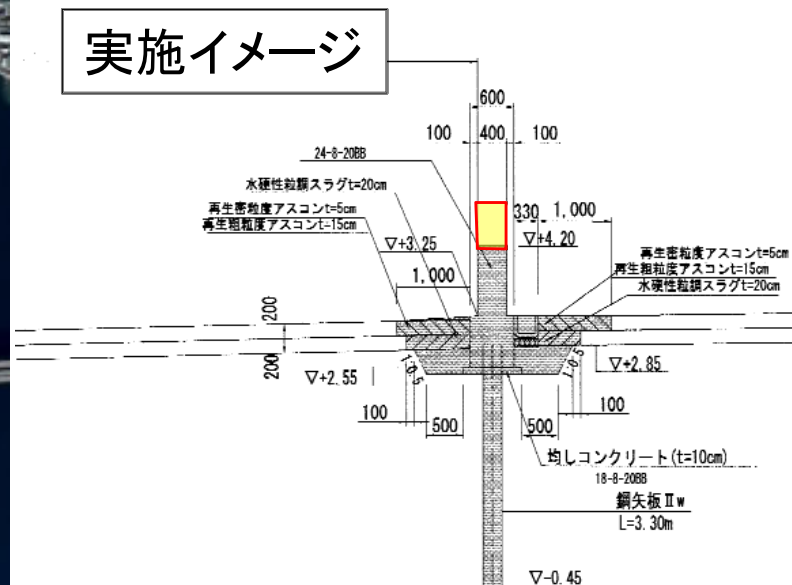 実施イメージ
600
100 400 100
24-8-20BB
水硬性粒調スラグt=20cm
再生密粒度アスコンt=5cm
再生粗粒度アスコンt=15cm
330 1,000
▽+3.25
▽+4.20
1,000
再生密粒度アスコンt=5cm
再生粗粒度アスコンt=15cm
水硬性粒調スラグt=20cm
200
200
1:0.5
1:0.5
▽+2.55
▽+2.85
100
100
500
500
均しコンクリート(t=10cm)
18-8-20BB
鋼矢板Ⅱw
L=3.30m
▽-0.45